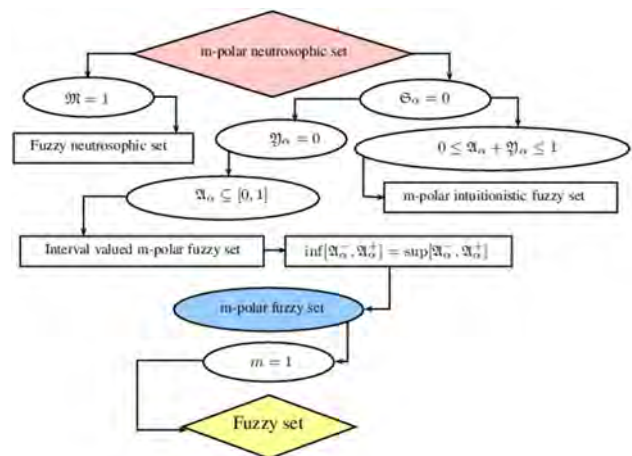 m-polar neutrosophic set
𝔐 = 1
𝔖α = 0
Fuzzy neutrosophic set
𝔜α = 0
0 ≤ 𝔄α + 𝔜α ≤ 1
𝔄α ⊆ [0, 1]
m-polar intuitionistic fuzzy set
Interval valued m-polar fuzzy set
inf[𝔄α⁻, 𝔄α⁺] = sup[𝔄α⁻, 𝔄α⁺]
m-polar fuzzy set
m = 1
Fuzzy set